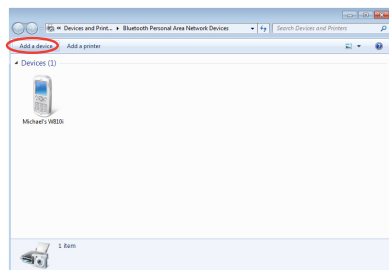 « Devices and Print... ▸ Bluetooth Personal Area Network Devices
Search Devices and Printers
Add a device
Add a printer
Devices (1)
Michael's W810i
1 item